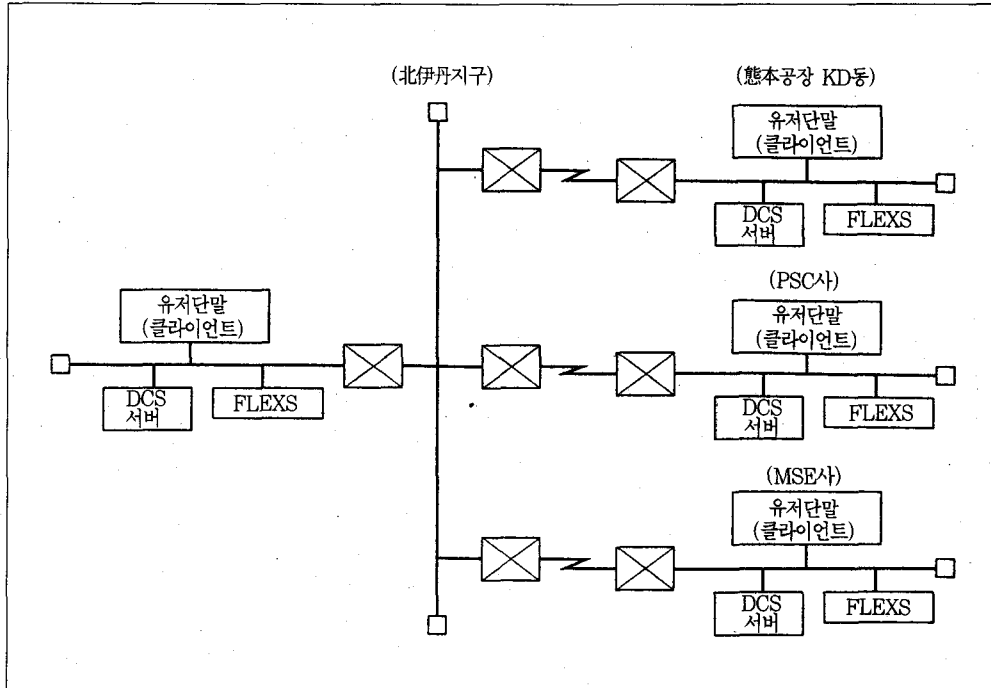 (北伊丹지구)
(態本공장 KD동)
유저단말
(클라이언트)
DCS
서버
FLEXS
(PSC사)
유저단말
(클라이언트)
유저단말
(클라이언트)
DCS
서버
FLEXS
DCS
서버
FLEXS
(MSE사)
유저단말
(클라이언트)
DCS
서버
FLEXS